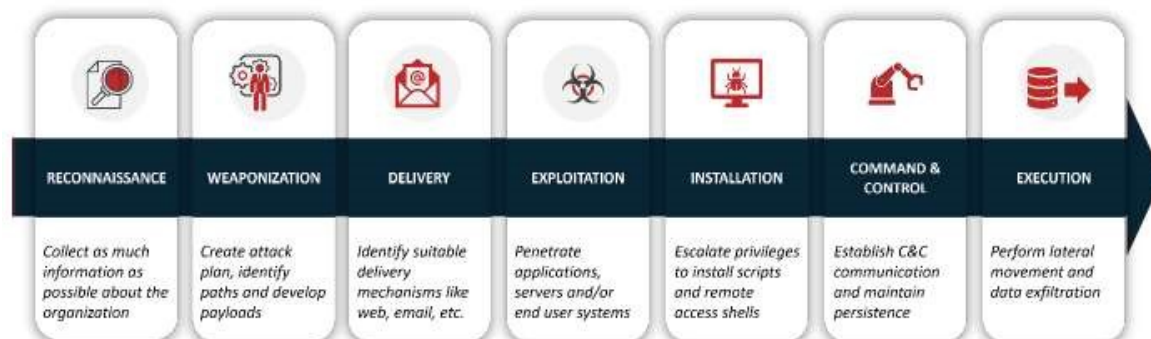 RECONNAISSANCE
WEAPONIZATION
DELIVERY
EXPLOITATION
INSTALLATION
COMMAND &
CONTROL
EXECUTION
Collect as much
information as
possible about the
organization
Create attack
plan, identify
paths and develop
payloads
Identify suitable
delivery
mechanisms like
web, email, etc.
Penetrate
applications,
servers and/or
end user systems
Escalate privileges
to install scripts
and remote
access shells
Establish C&C
communication
and maintain
persistence
Perform lateral
movement and
data exfiltration